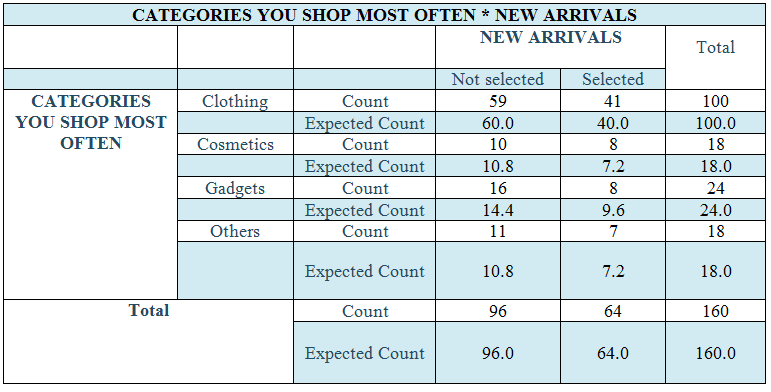 CATEGORIES YOU SHOP MOST OFTEN * NEW ARRIVALS
NEW ARRIVALS Total
Not selected Selected
CATEGORIES YOU SHOP MOST OFTEN Clothing Count 59 41 100
Expected Count 60.0 40.0 100.0
Cosmetics Count 10 8 18
Expected Count 10.8 7.2 18.0
Gadgets Count 16 8 24
Expected Count 14.4 9.6 24.0
Others Count 11 7 18
Expected Count 10.8 7.2 18.0
Total Count 96 64 160
Expected Count 96.0 64.0 160.0